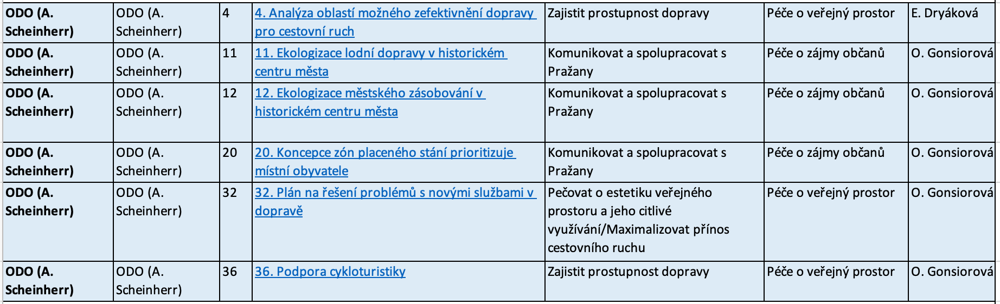 ODO (A. Scheinherr) ODO (A. Scheinherr) 4 4. Analýza oblastí možného zefektivnění dopravy pro cestovní ruch Zajistit prostupnost dopravy Péče o veřejný prostor E. Dryáková
ODO (A. Scheinherr) ODO (A. Scheinherr) 11 11. Ekologizace lodní dopravy v historickém centru města Komunikovat a spolupracovat s Pražany Péče o zájmy občanů O. Gonsiorová
ODO (A. Scheinherr) ODO (A. Scheinherr) 12 12. Ekologizace městského zásobování v historickém centru města Komunikovat a spolupracovat s Pražany Péče o zájmy občanů O. Gonsiorová
ODO (A. Scheinherr) ODO (A. Scheinherr) 20 20. Koncepce zón placeného stání prioritizuje místní obyvatele Komunikovat a spolupracovat s Pražany Péče o zájmy občanů O. Gonsiorová
ODO (A. Scheinherr) ODO (A. Scheinherr) 32 32. Plán na řešení problémů s novými službami v dopravě Pečovat o estetiku veřejného prostoru a jeho citlivé využívání/Maximalizovat přínos cestovního ruchu Péče o veřejný prostor O. Gonsiorová
ODO (A. Scheinherr) ODO (A. Scheinherr) 36 36. Podpora cykloturistiky Zajistit prostupnost dopravy Péče o veřejný prostor O. Gonsiorová